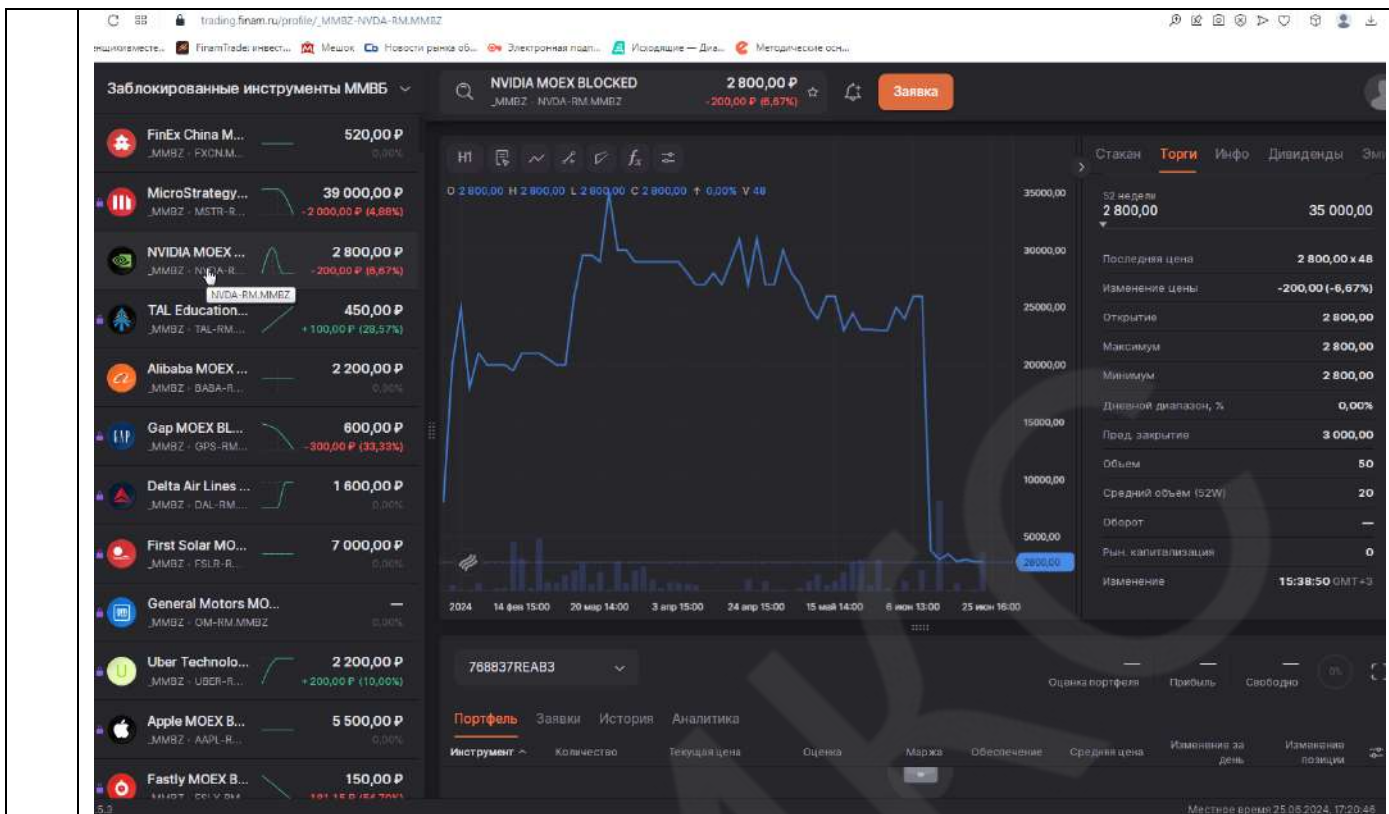 trading.finam.ru/profile/_MMBZ-NVDA-RM.MMBZ
FinamTrade: инвест... Мешок Новости рынка об... Электронная подп... Исходящие — Диа... Методические осн...
Заблокированные инструменты ММВБ
NVIDIA MOEX BLOCKED 2 800,00 ₽
_MMBZ · NVDA-RM.MMBZ -200,00 ₽ (6,67%)
Заявка
FinEx China M... 520,00 ₽
_MMBZ · FXCN.M... 0,00%
MicroStrategy... 39 000,00 ₽
_MMBZ · MSTR-R... -2 000,00 ₽ (4,88%)
NVIDIA MOEX ... 2 800,00 ₽
_MMBZ -200,00 ₽ (6,67%)
NVDA-RM.MMBZ
TAL Education... 450,00 ₽
_MMBZ · TAL-RM.... +100,00 ₽ (28,57%)
Alibaba MOEX ... 2 200,00 ₽
_MMBZ · BABA-R... 0,00%
Gap MOEX BL... 600,00 ₽
_MMBZ · GPS-RM... -300,00 ₽ (33,33%)
Delta Air Lines ... 1 600,00 ₽
_MMBZ · DAL-RM.... 0,00%
First Solar MO... 7 000,00 ₽
_MMBZ · FSLR-R... 0,00%
General Motors MO... —
_MMBZ · GM-RM.MMBZ 0,00%
Uber Technolo... 2 200,00 ₽
_MMBZ · UBER-R... +200,00 ₽ (10,00%)
Apple MOEX B... 5 500,00 ₽
_MMBZ · AAPL-R... 0,00%
Fastly MOEX B... 150,00 ₽
H1
O 2 800,00 H 2 800,00 L 2 800,00 C 2 800,00 ↑ 0,00% V 48
35000,00
30000,00
25000,00
20000,00
15000,00
10000,00
5000,00
2800,00
2024 14 фев 15:00 20 мар 14:00 3 апр 15:00 24 апр 15:00 15 май 14:00 6 июн 13:00 25 июн 16:00
Стакан Торги Инфо Дивиденды Эми
52 недели
2 800,00 35 000,00
Последняя цена 2 800,00 x 48
Изменение цены -200,00 (-6,67%)
Открытие 2 800,00
Максимум 2 800,00
Минимум 2 800,00
Дневной диапазон, % 0,00%
Пред. закрытие 3 000,00
Объем 50
Средний объем (52W) 20
Оборот —
Рын. капитализация 0
Изменение 15:38:50 GMT+3
768837REAB3
— — — 0%
Оценка портфеля Прибыль Свободно
Портфель Заявки История Аналитика
Инструмент Количество Текущая цена Оценка Маржа Обеспечение Средняя цена Изменение за день Изменение позиции
5.3
Местное время 25.06.2024, 17:20:46